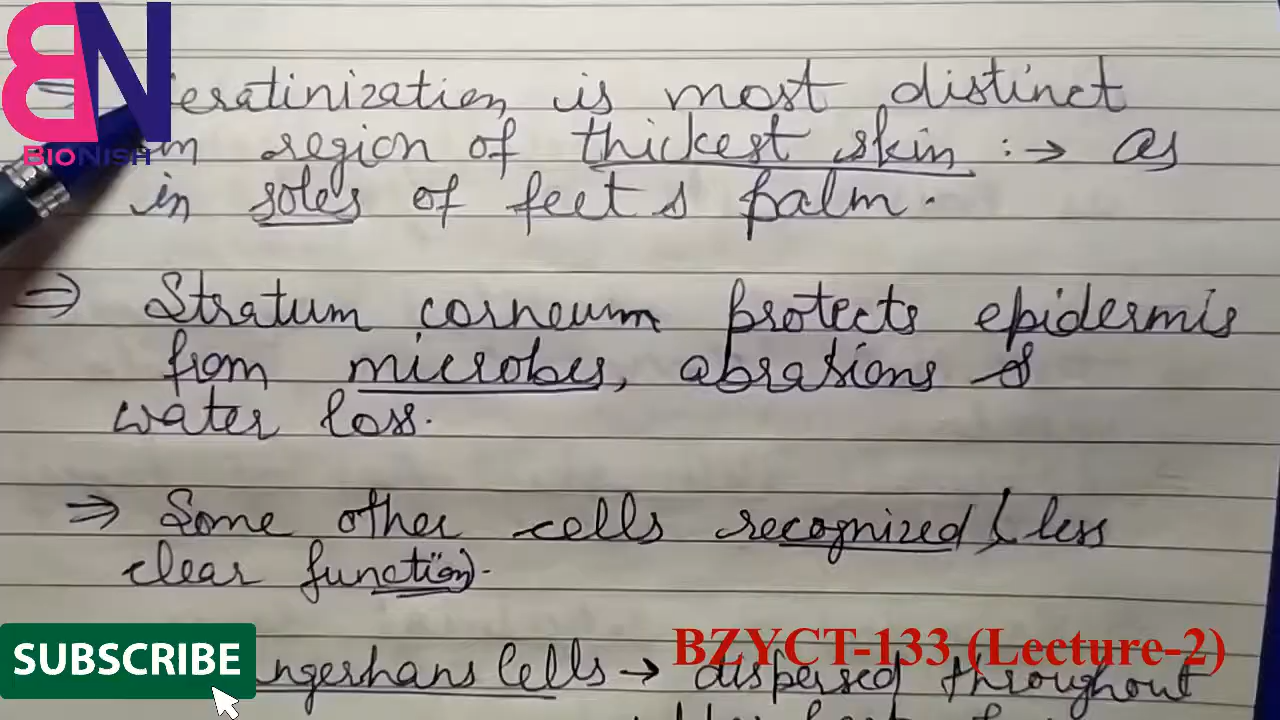 BN
BIONISH
⇒ keratinization is most distinct
in region of thickest skin :→ as
in soles of feet & palm.
⇒ Stratum corneum protects epidermis
from microbes, abrasions &
water loss.
⇒ Some other cells recognized (less
clear function).
ngerhans cells → dispersed throughout
SUBSCRIBE
BZYCT-133 (Lecture-2)